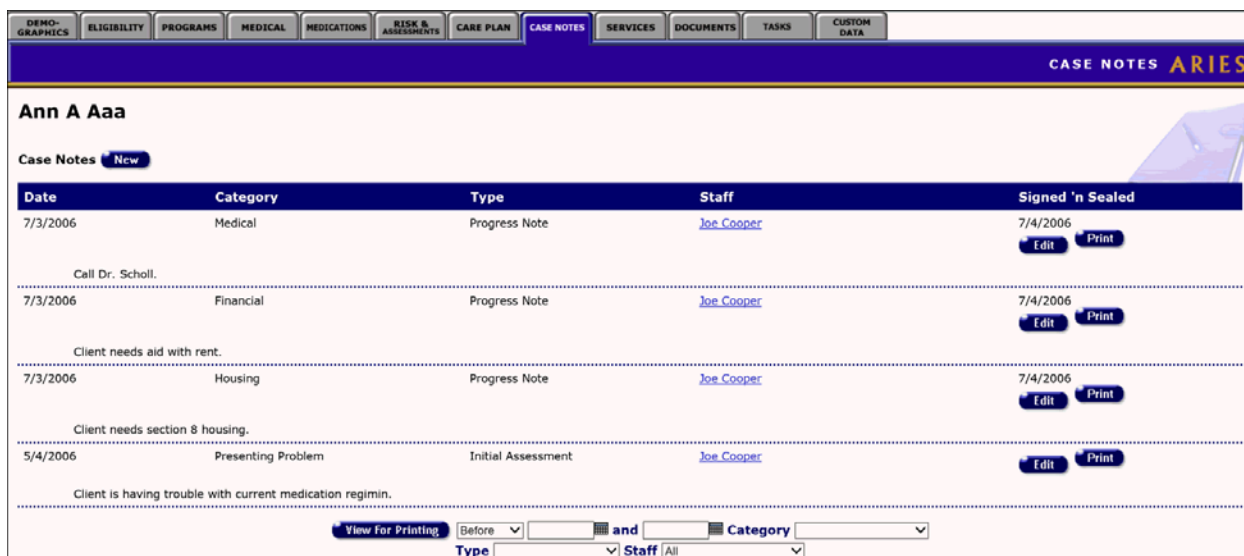 DEMO-GRAPHICS ELIGIBILITY PROGRAMS MEDICAL MEDICATIONS RISK & ASSESSMENTS CARE PLAN CASE NOTES SERVICES DOCUMENTS TASKS CUSTOM DATA
CASE NOTES ARIES
Ann A Aaa
Case Notes New
Date Category Type Staff Signed 'n Sealed
7/3/2006 Medical Progress Note Joe Cooper 7/4/2006
Edit Print
Call Dr. Scholl.
7/3/2006 Financial Progress Note Joe Cooper 7/4/2006
Edit Print
Client needs aid with rent.
7/3/2006 Housing Progress Note Joe Cooper 7/4/2006
Edit Print
Client needs section 8 housing.
5/4/2006 Presenting Problem Initial Assessment Joe Cooper Edit Print
Client is having trouble with current medication regimin.
View For Printing Before and Category
Type Staff All